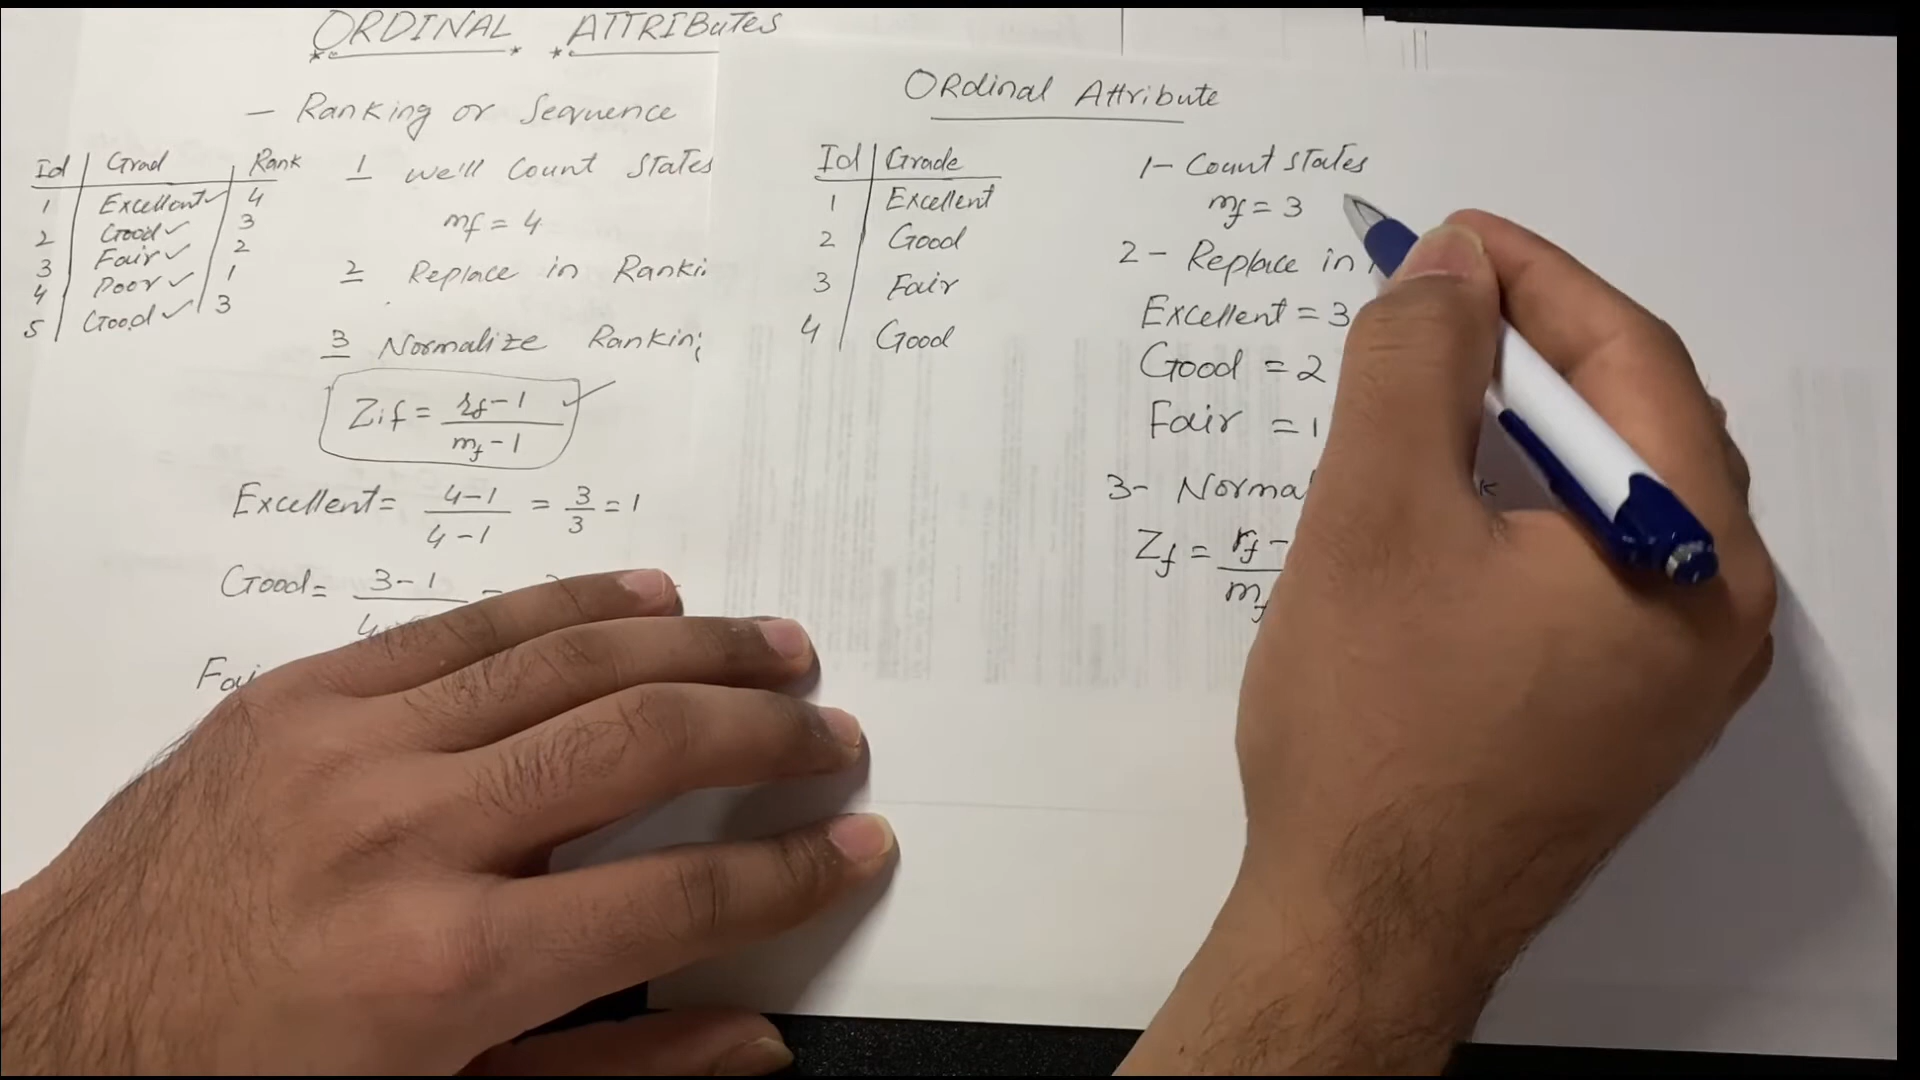 ORDINAL ATTRIButes
- Ranking or Sequence
Id Grad Rank
1 Excellent 4
2 Good 3
3 Fair 2
4 Poor 1
5 Good 3
1 we'll Count States
mf = 4
2 Replace in
3 Normalize
Zif = rf-1
mf-1
Excellent = 4-1 = 3 = 1
4-1 3
Good = 3-1 =
4
ORdinal Attribute
Id Grade
1 Excellent
2 Good
3 Fair
4 Good
1- Count States
mf = 3
2- Replace in
Excellent = 3
Good = 2
Fair = 1
3-
Zf = rf -
mf